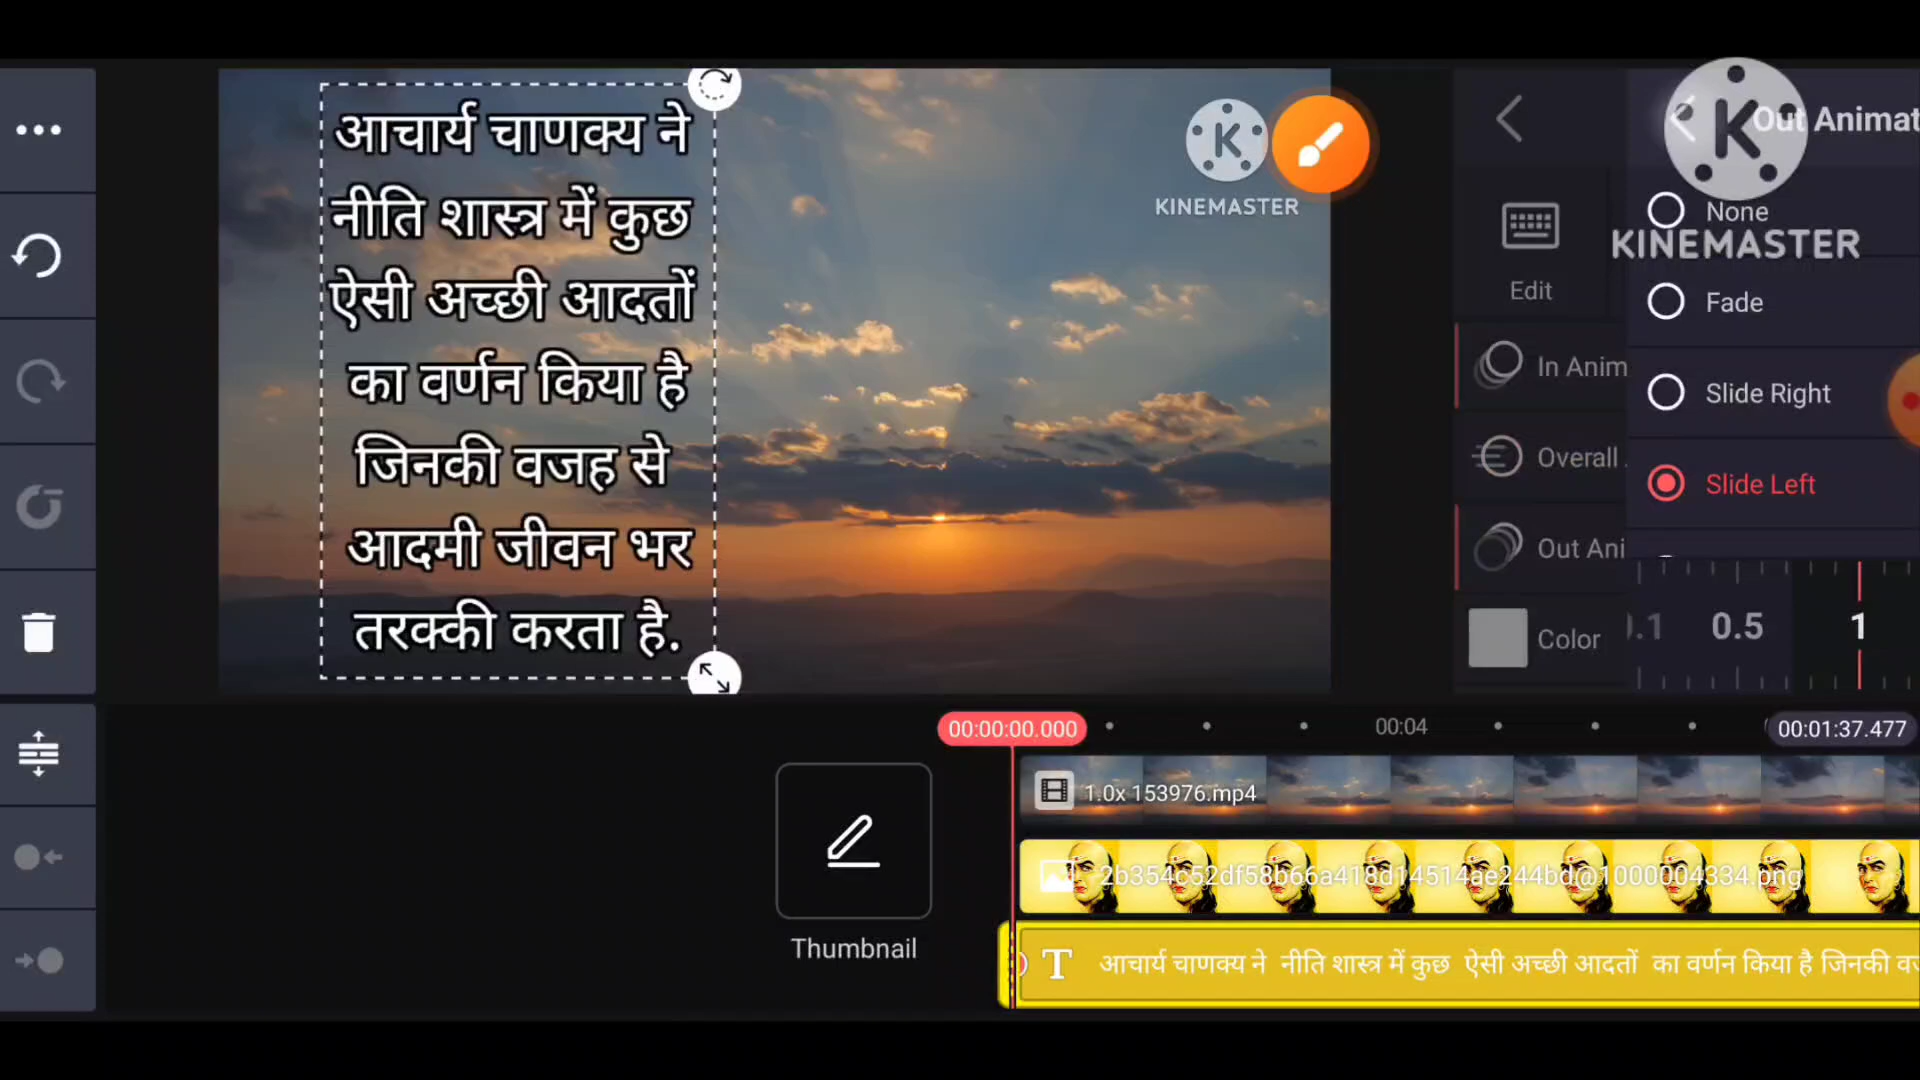 आचार्य चाणक्य ने
नीति शास्त्र में कुछ
ऐसी अच्छी आदतों
का वर्णन किया है
जिनकी वजह से
आदमी जीवन भर
तरक्की करता है.
KINEMASTER
KINEMASTER
Out Animat
None
Fade
Slide Right
Slide Left
0.5
1
Edit
In Anim
Overall
Out Ani
Color
00:00:00.000
00:04
00:01:37.477
1.0x 153976.mp4
2b354c52df58b66a418d14514ae244bd@1000004334.png
Thumbnail
T आचार्य चाणक्य ने नीति शास्त्र में कुछ ऐसी अच्छी आदतों का वर्णन किया है जिनकी